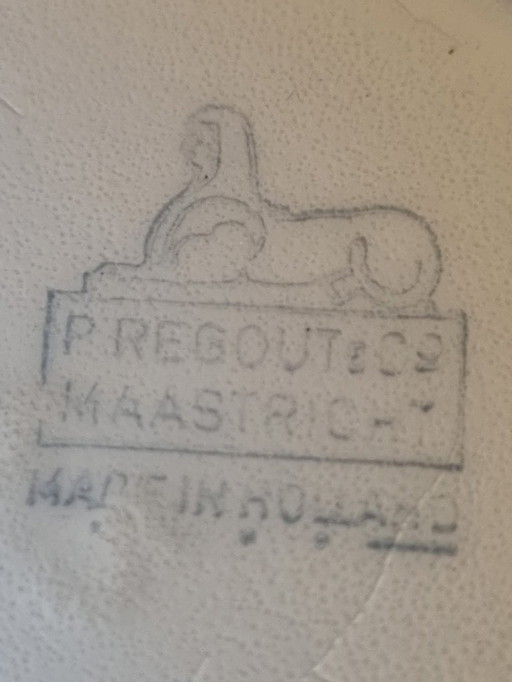 P REGOUT & Co
MAASTRICHT
MADE IN HOLLAND